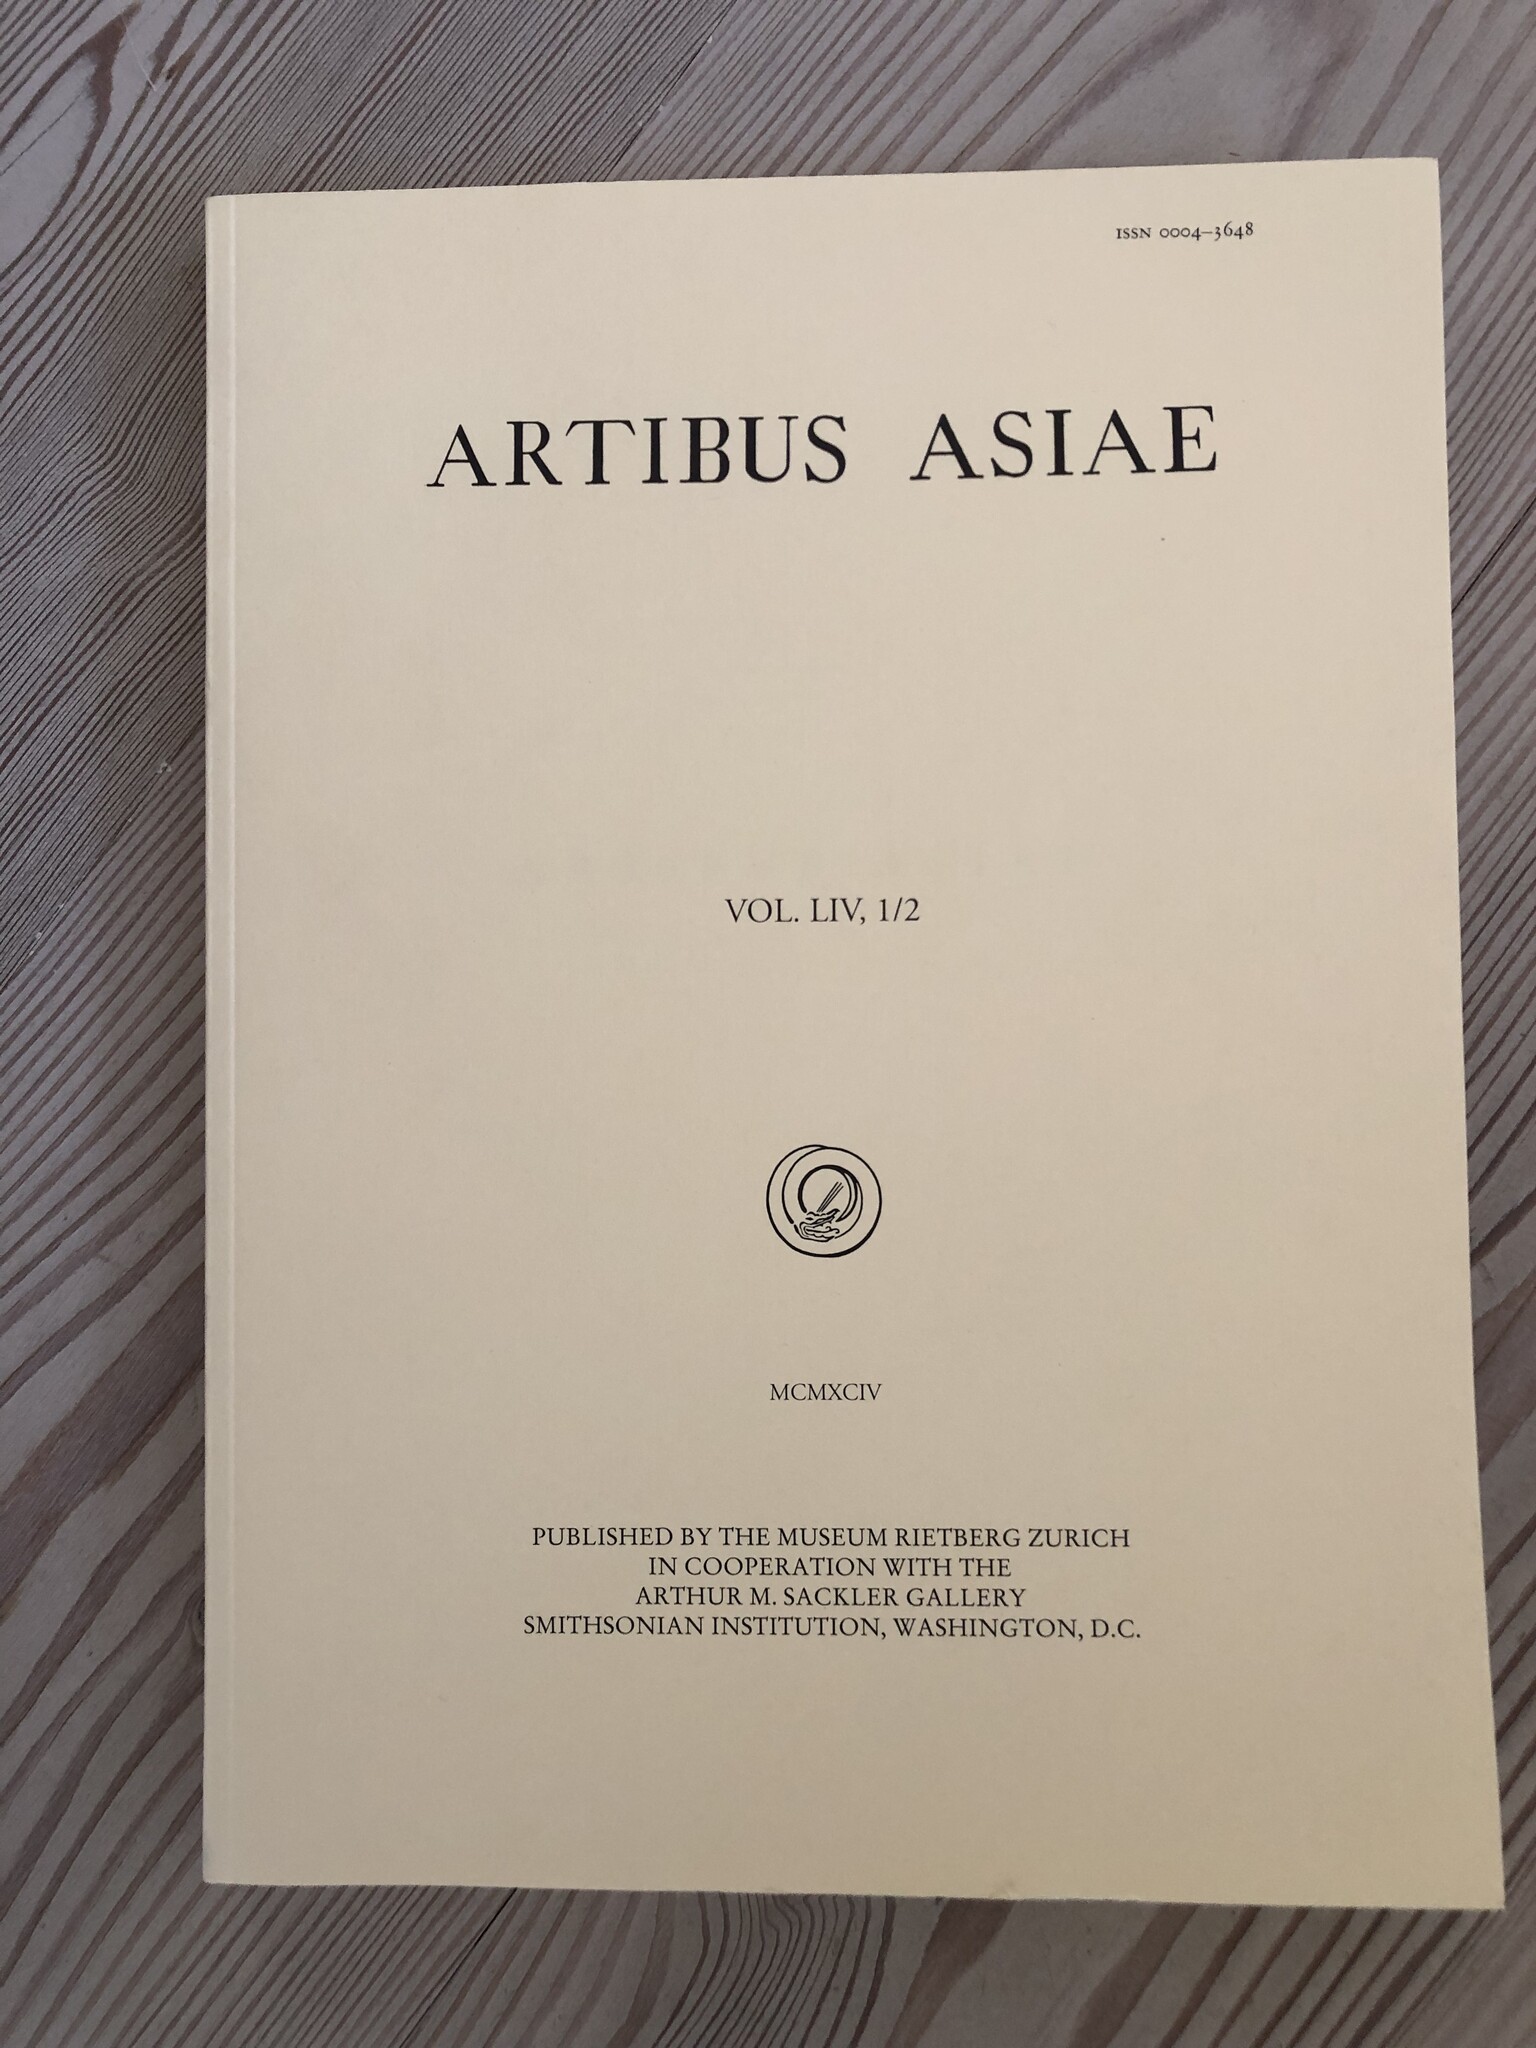 ISSN 0004–3648
ARTIBUS ASIAE
VOL. LIV, 1/2
MCMXCIV
PUBLISHED BY THE MUSEUM RIETBERG ZURICH
IN COOPERATION WITH THE
ARTHUR M. SACKLER GALLERY
SMITHSONIAN INSTITUTION, WASHINGTON, D.C.